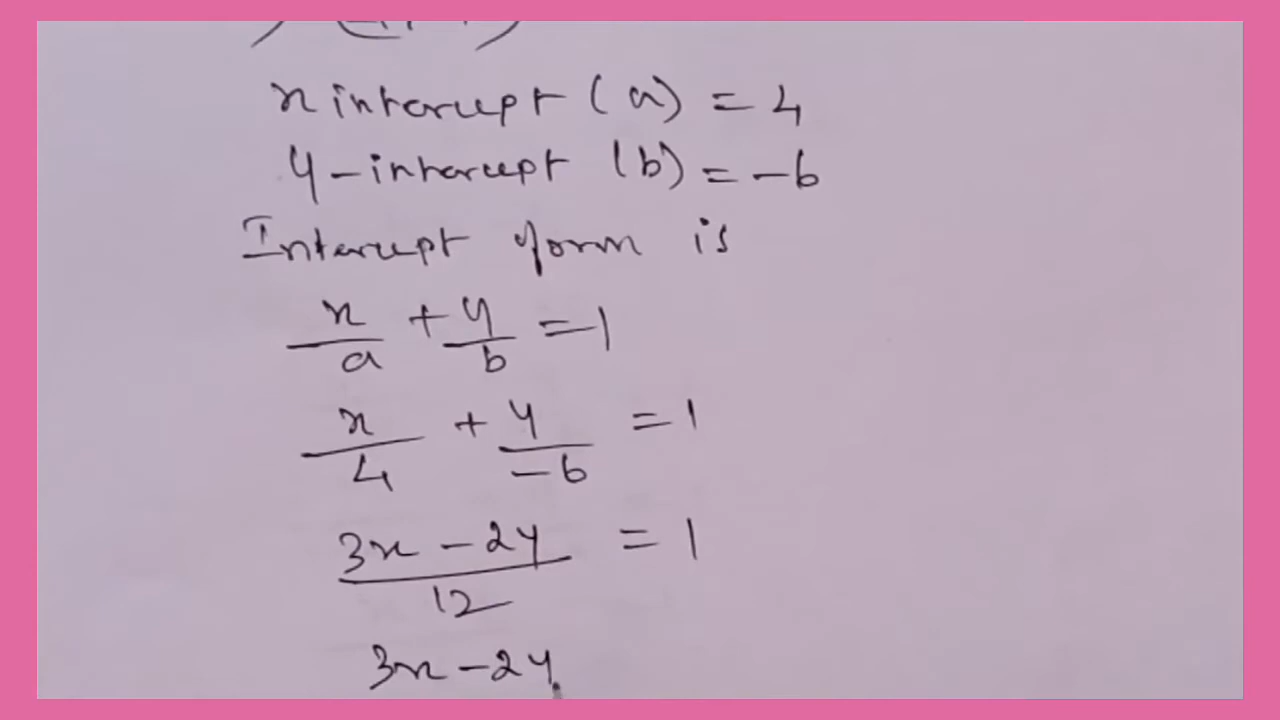 x intercept (a) = 4
y-intercept (b) = -6
Intercept form is
x/a + y/b = 1
x/4 + y/-6 = 1
3x - 2y/12 = 1
3x - 2y